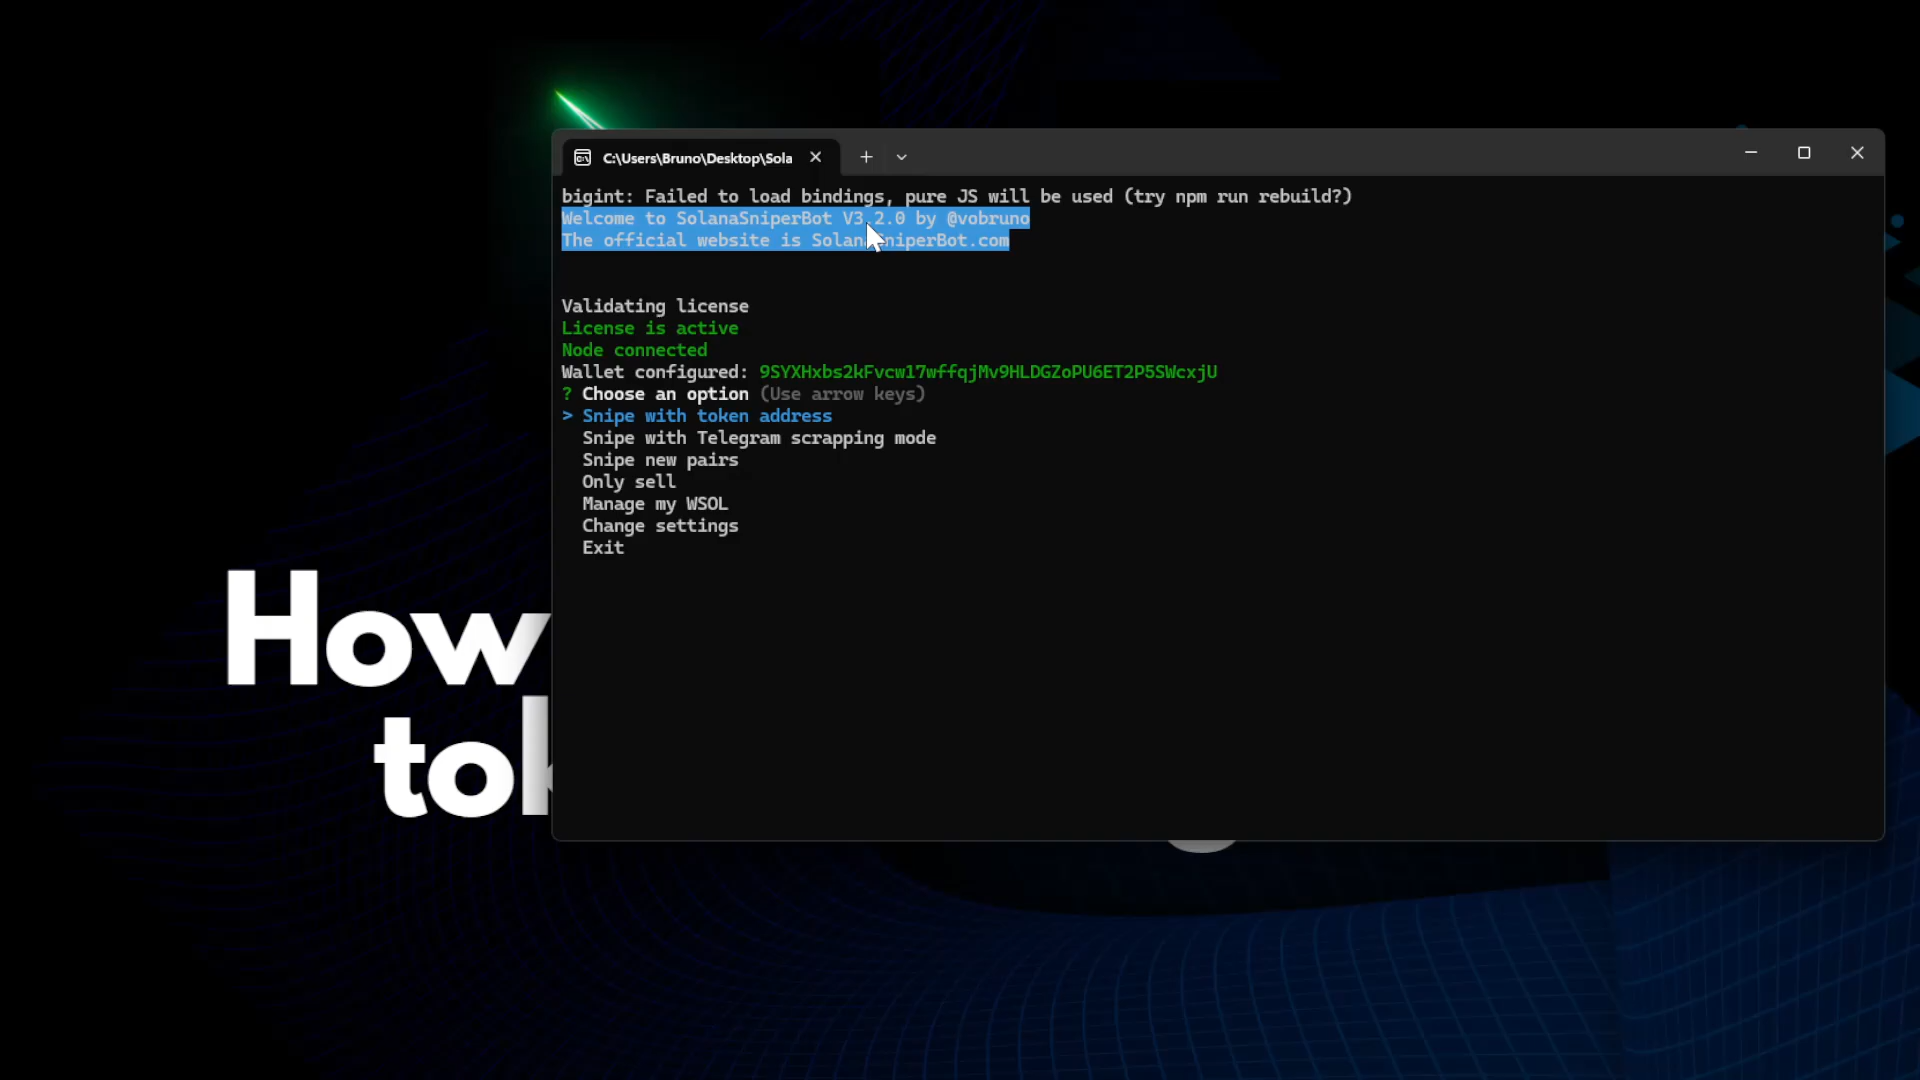 C:\Users\Bruno\Desktop\Sola
bigint: Failed to load bindings, pure JS will be used (try npm run rebuild?)
Welcome to SolanaSniperBot V3.2.0 by @vobruno
The official website is SolanaSniperBot.com
Validating license
License is active
Node connected
Wallet configured: 9SYXHxbs2kFvcw17wffqjMv9HLDGZoPU6ET2P5SWcxjU
? Choose an option (Use arrow keys)
> Snipe with token address
Snipe with Telegram scrapping mode
Snipe new pairs
Only sell
Manage my WSOL
Change settings
Exit
How
tok